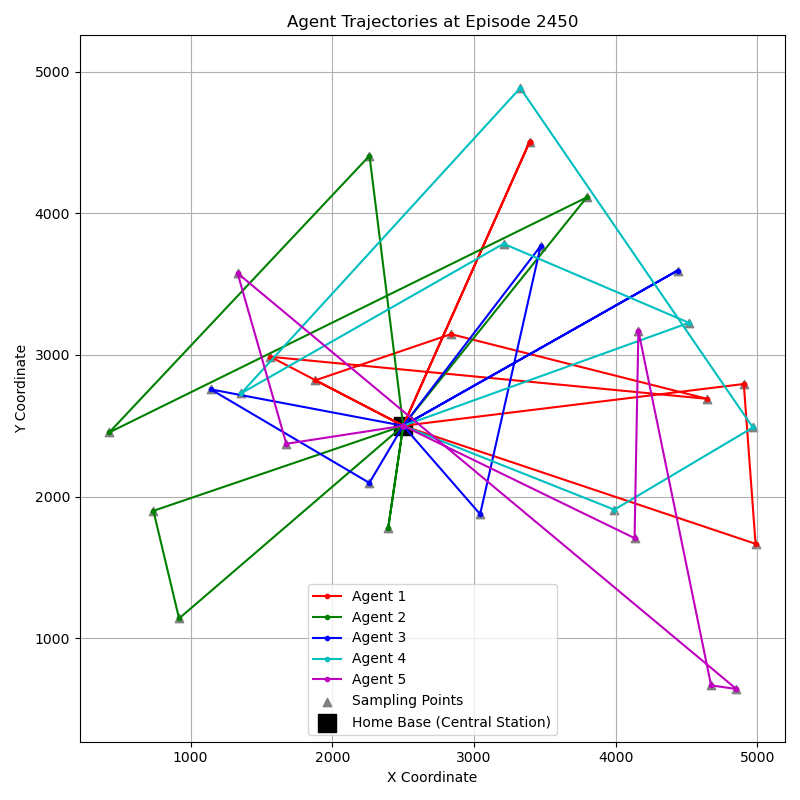 Agent Trajectories at Episode 2450
5000
4000
3000
2000
1000
Y Coordinate
Agent 1
Agent 2
Agent 3
Agent 4
Agent 5
Sampling Points
Home Base (Central Station)
1000 2000 3000 4000 5000
X Coordinate